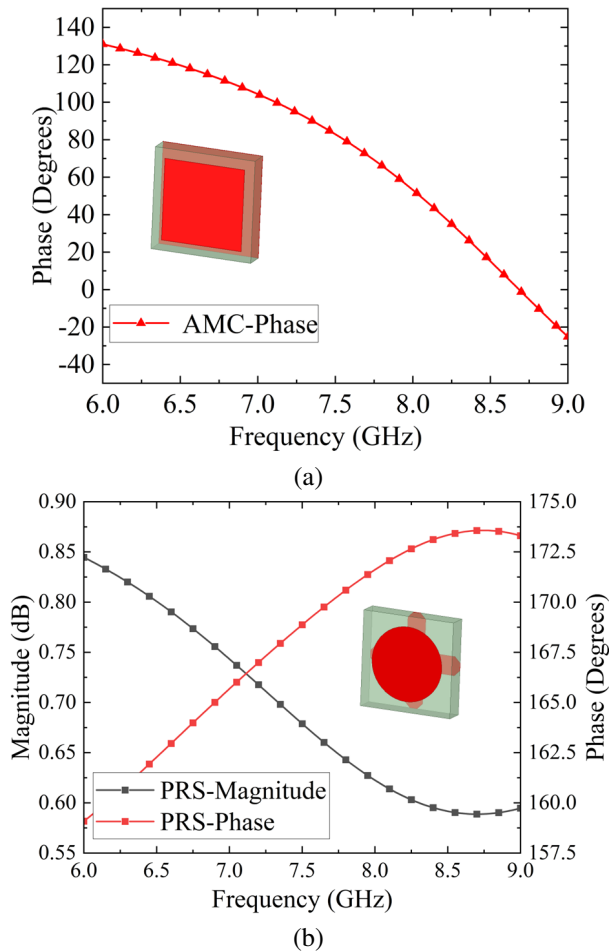 140
120
100
80
60
40
20
0
-20
-40
Phase (Degrees)
AMC-Phase
6.0 6.5 7.0 7.5 8.0 8.5 9.0
Frequency (GHz)
(a)
0.90
0.85
0.80
0.75
0.70
0.65
0.60
0.55
Magnitude (dB)
175.0
172.5
170.0
167.5
165.0
162.5
160.0
157.5
Phase (Degrees)
PRS-Magnitude
PRS-Phase
6.0 6.5 7.0 7.5 8.0 8.5 9.0
Frequency (GHz)
(b)